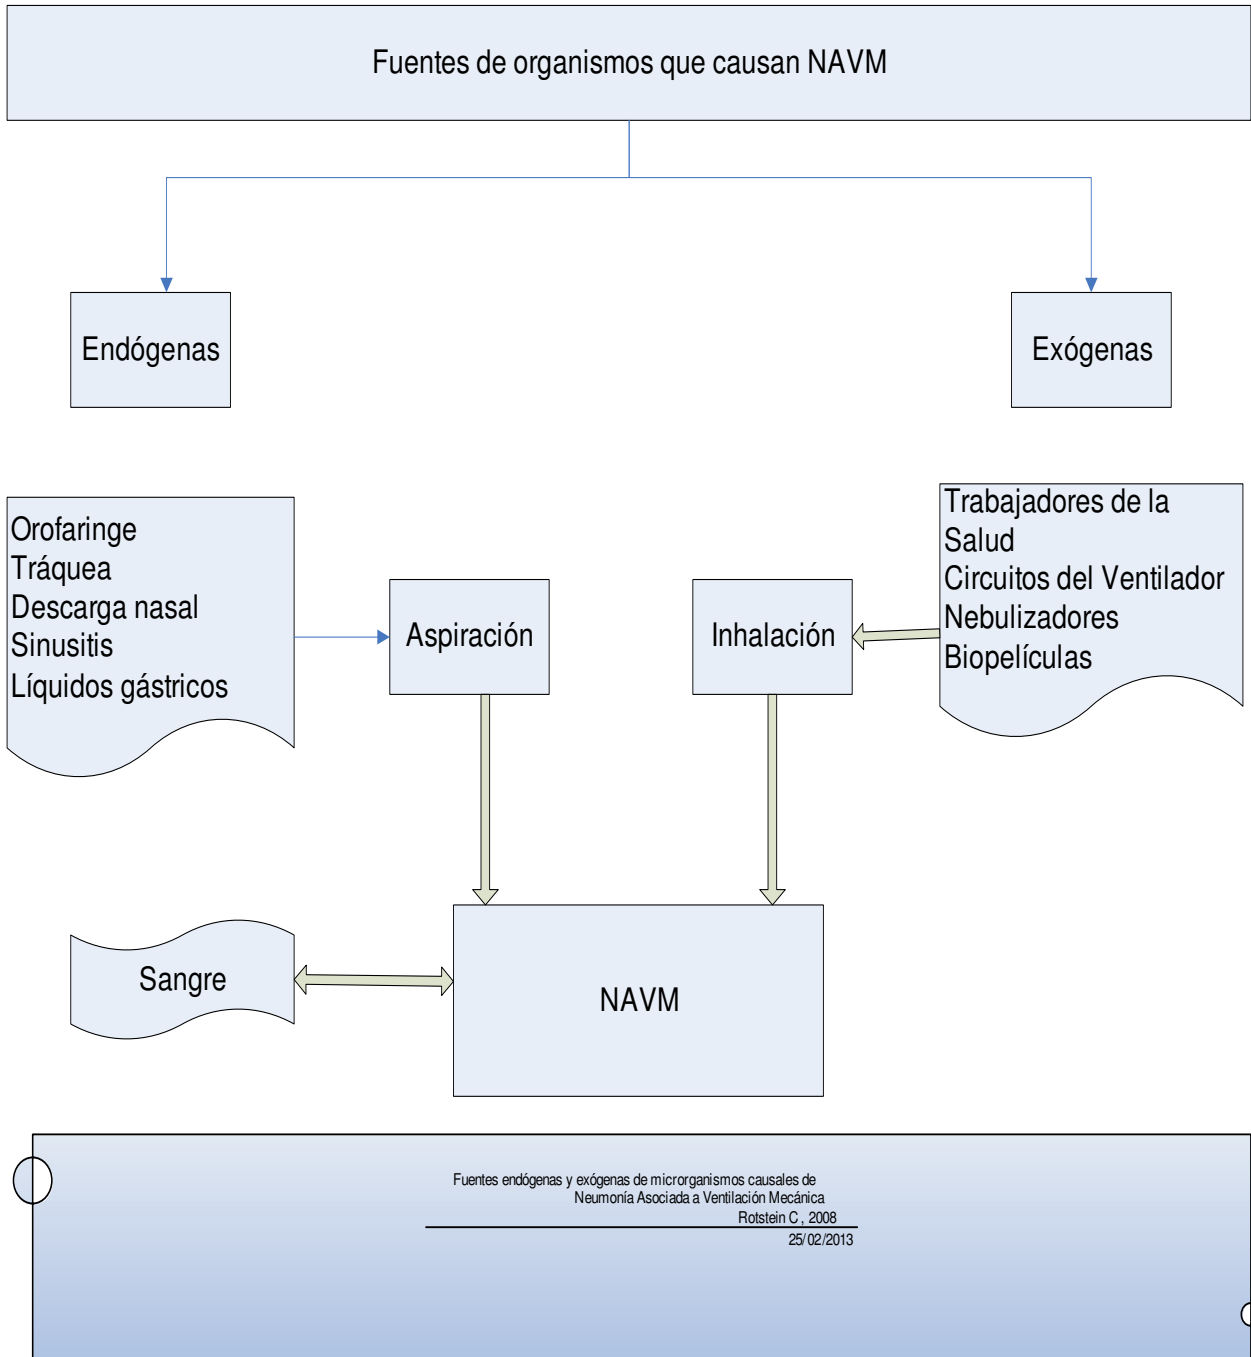 Fuentes de organismos que causan NAVM
Endógenas
Exógenas
Orofaringe
Tráquea
Descarga nasal
Sinusitis
Líquidos gástricos
Aspiración
Inhalación
Trabajadores de la
Salud
Circuitos del Ventilador
Nebulizadores
Biopelículas
Sangre
NAVM
Fuentes endógenas y exógenas de microrganismos causales de
Neumonía Asociada a Ventilación Mecánica
Rotstein C , 2008
25/02/2013